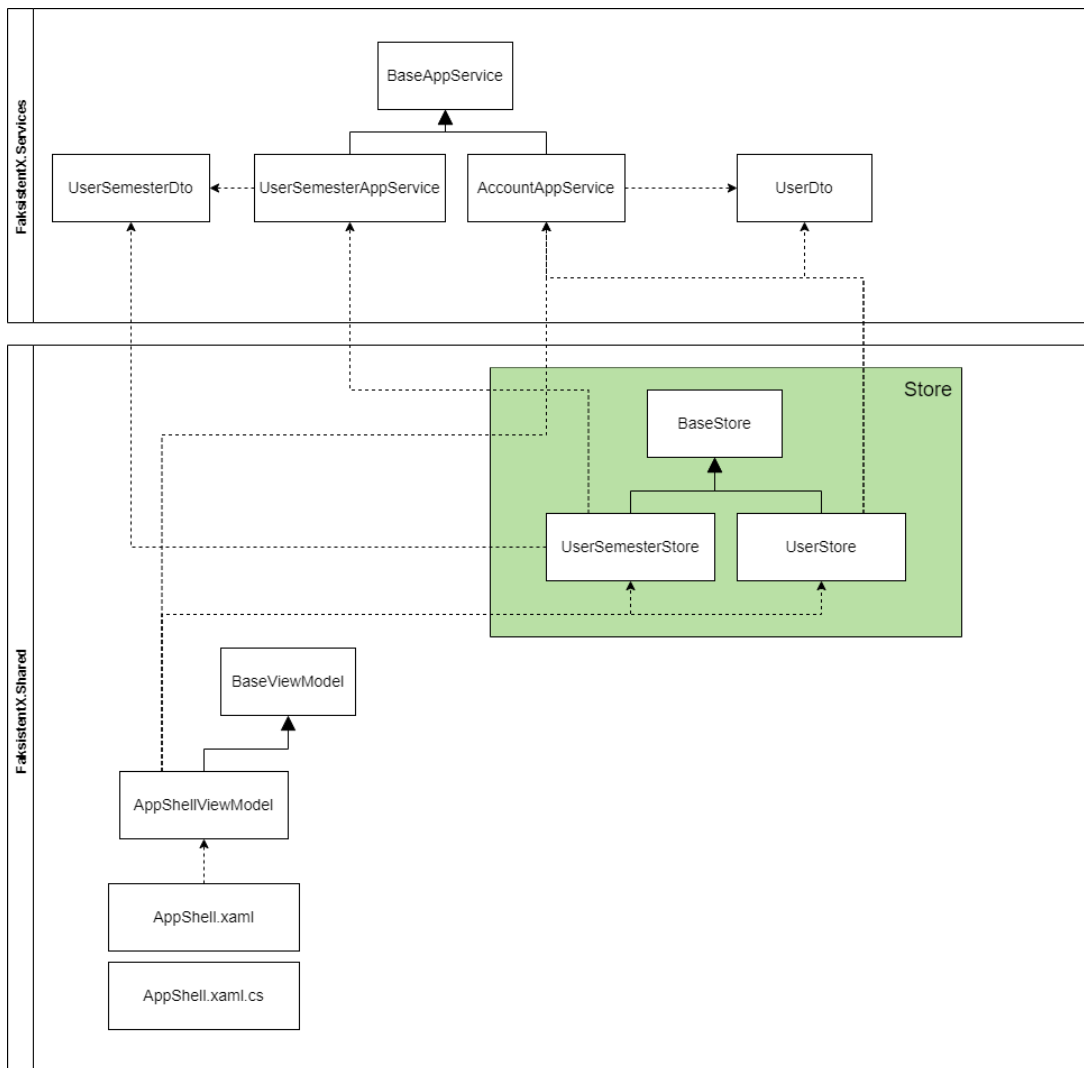 FaksistentX.Services
BaseAppService
UserSemesterDto
UserSemesterAppService
AccountAppService
UserDto
FaksistentX.Shared
Store
BaseStore
UserSemesterStore
UserStore
BaseViewModel
AppShellViewModel
AppShell.xaml
AppShell.xaml.cs